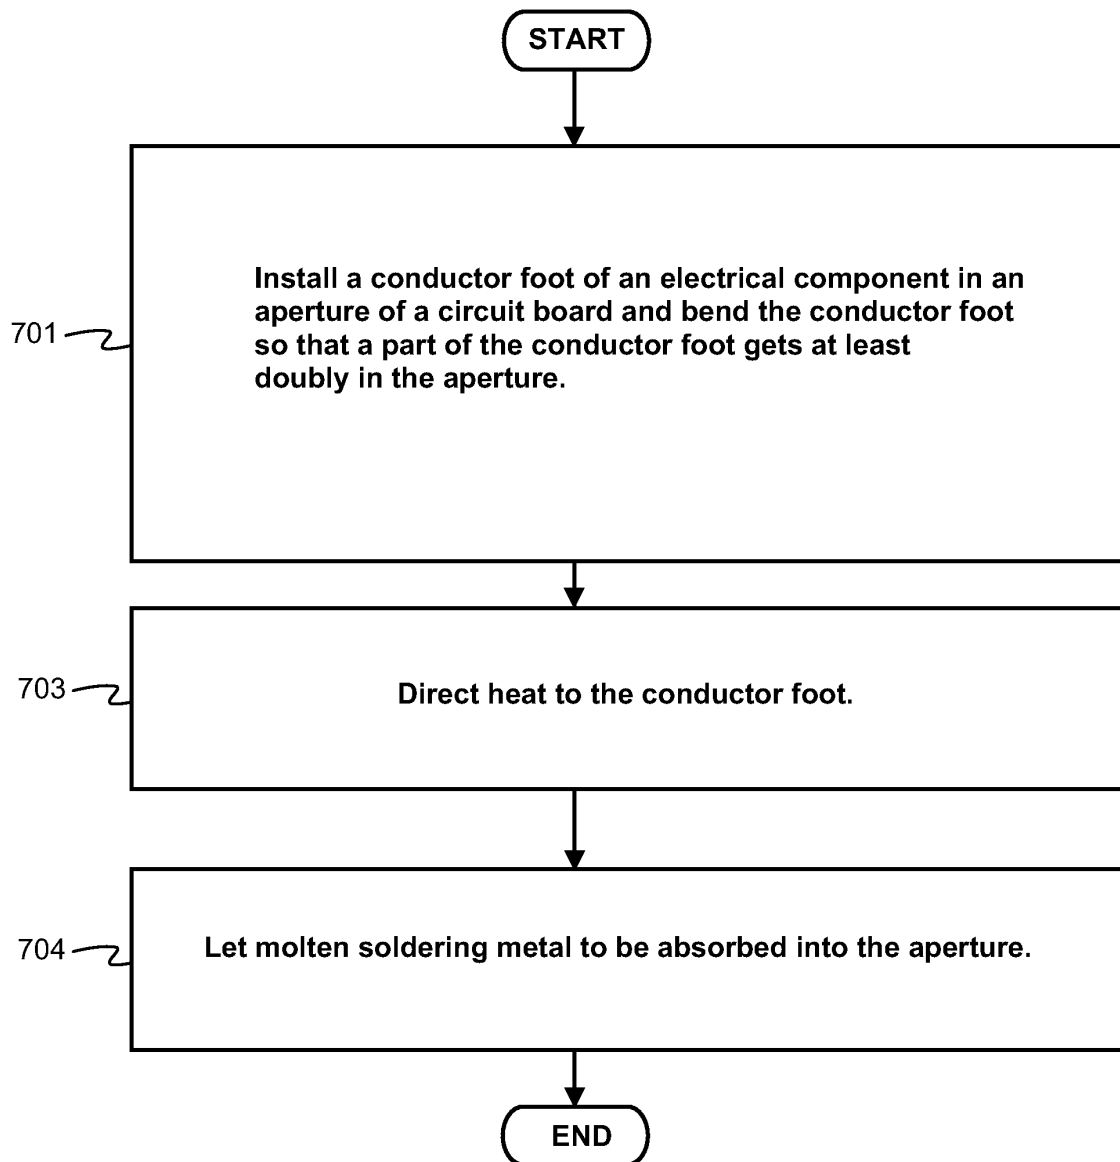 START
701
Install a conductor foot of an electrical component in an
aperture of a circuit board and bend the conductor foot
so that a part of the conductor foot gets at least
doubly in the aperture.
703
Direct heat to the conductor foot.
704
Let molten soldering metal to be absorbed into the aperture.
END